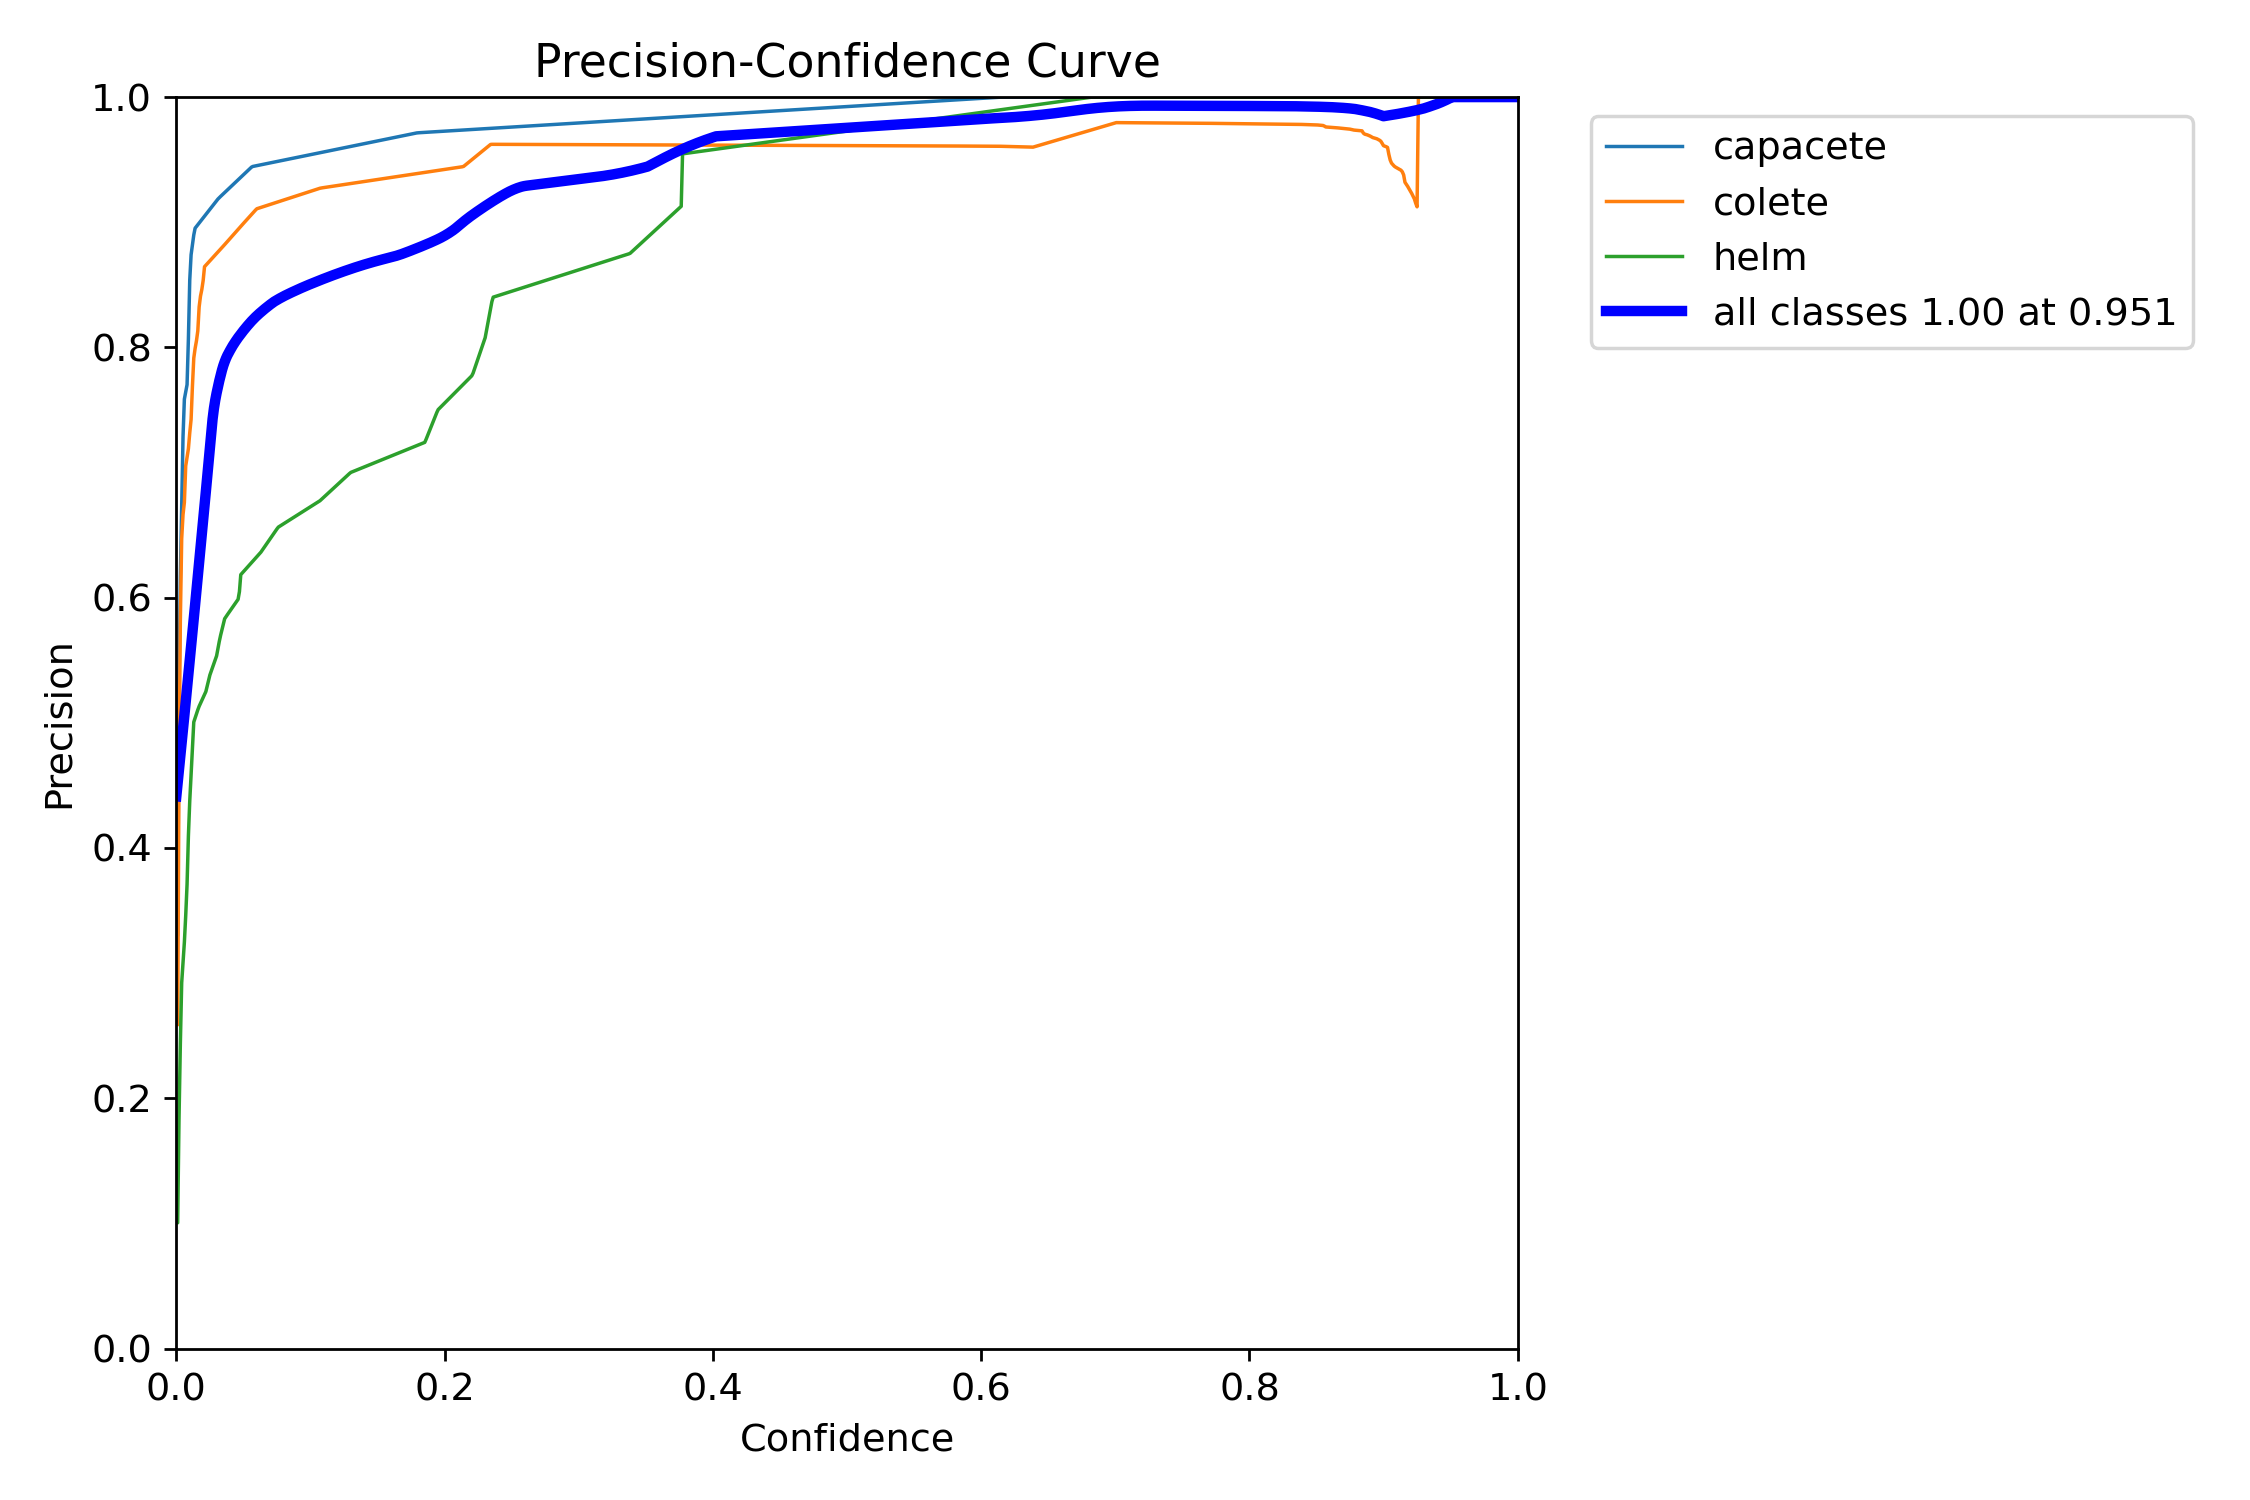 Precision-Confidence Curve
1.0
0.8
0.6
0.4
0.2
0.0
Precision
0.0 0.2 0.4 0.6 0.8 1.0
Confidence
capacete
colete
helm
all classes 1.00 at 0.951